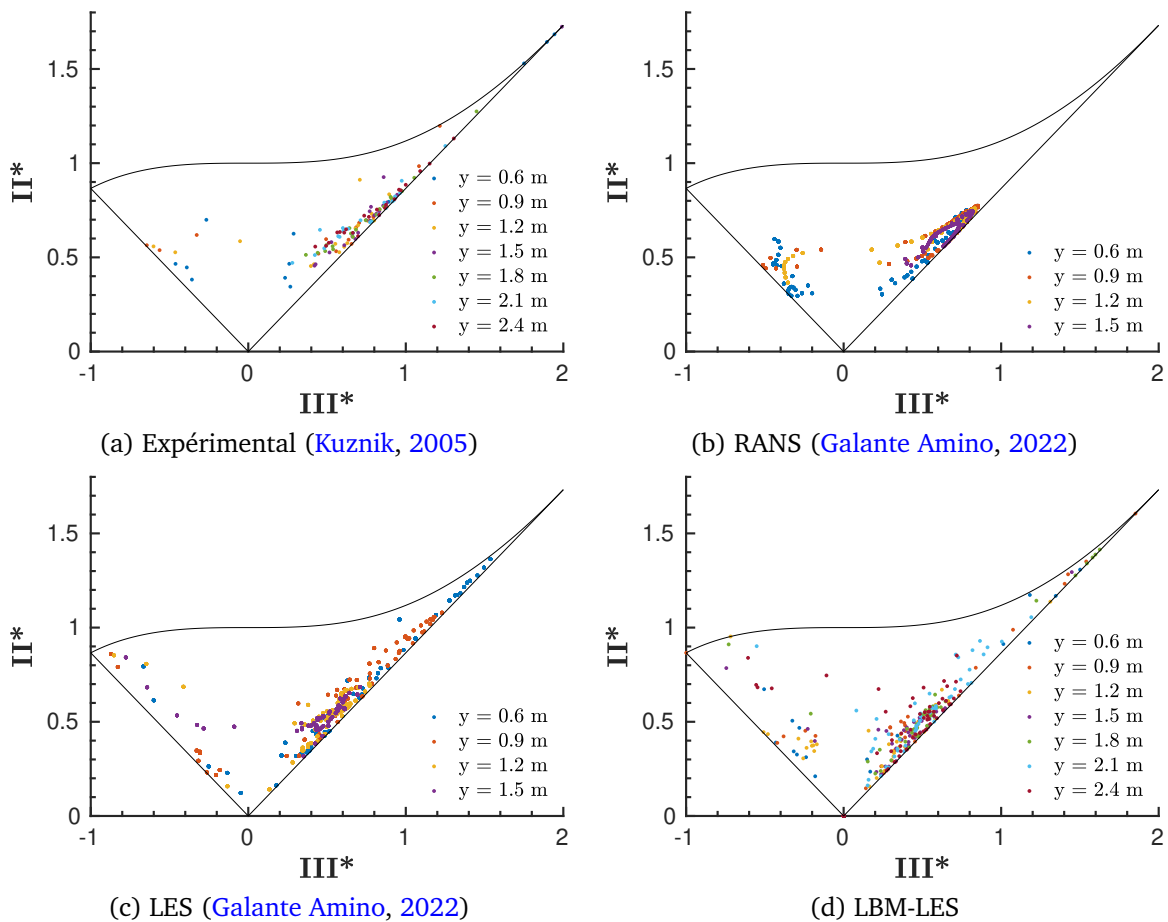 1.5
1
0.5
0
-1
0
1
2
II*
III*
y = 0.6 m
y = 0.9 m
y = 1.2 m
y = 1.5 m
y = 1.8 m
y = 2.1 m
y = 2.4 m
(a) Expérimental (Kuznik, 2005)
1.5
1
0.5
0
-1
0
1
2
II*
III*
y = 0.6 m
y = 0.9 m
y = 1.2 m
y = 1.5 m
(b) RANS (Galante Amino, 2022)
1.5
1
0.5
0
-1
0
1
2
II*
III*
y = 0.6 m
y = 0.9 m
y = 1.2 m
y = 1.5 m
(c) LES (Galante Amino, 2022)
1.5
1
0.5
0
-1
0
1
2
II*
III*
y = 0.6 m
y = 0.9 m
y = 1.2 m
y = 1.5 m
y = 1.8 m
y = 2.1 m
y = 2.4 m
(d) LBM-LES